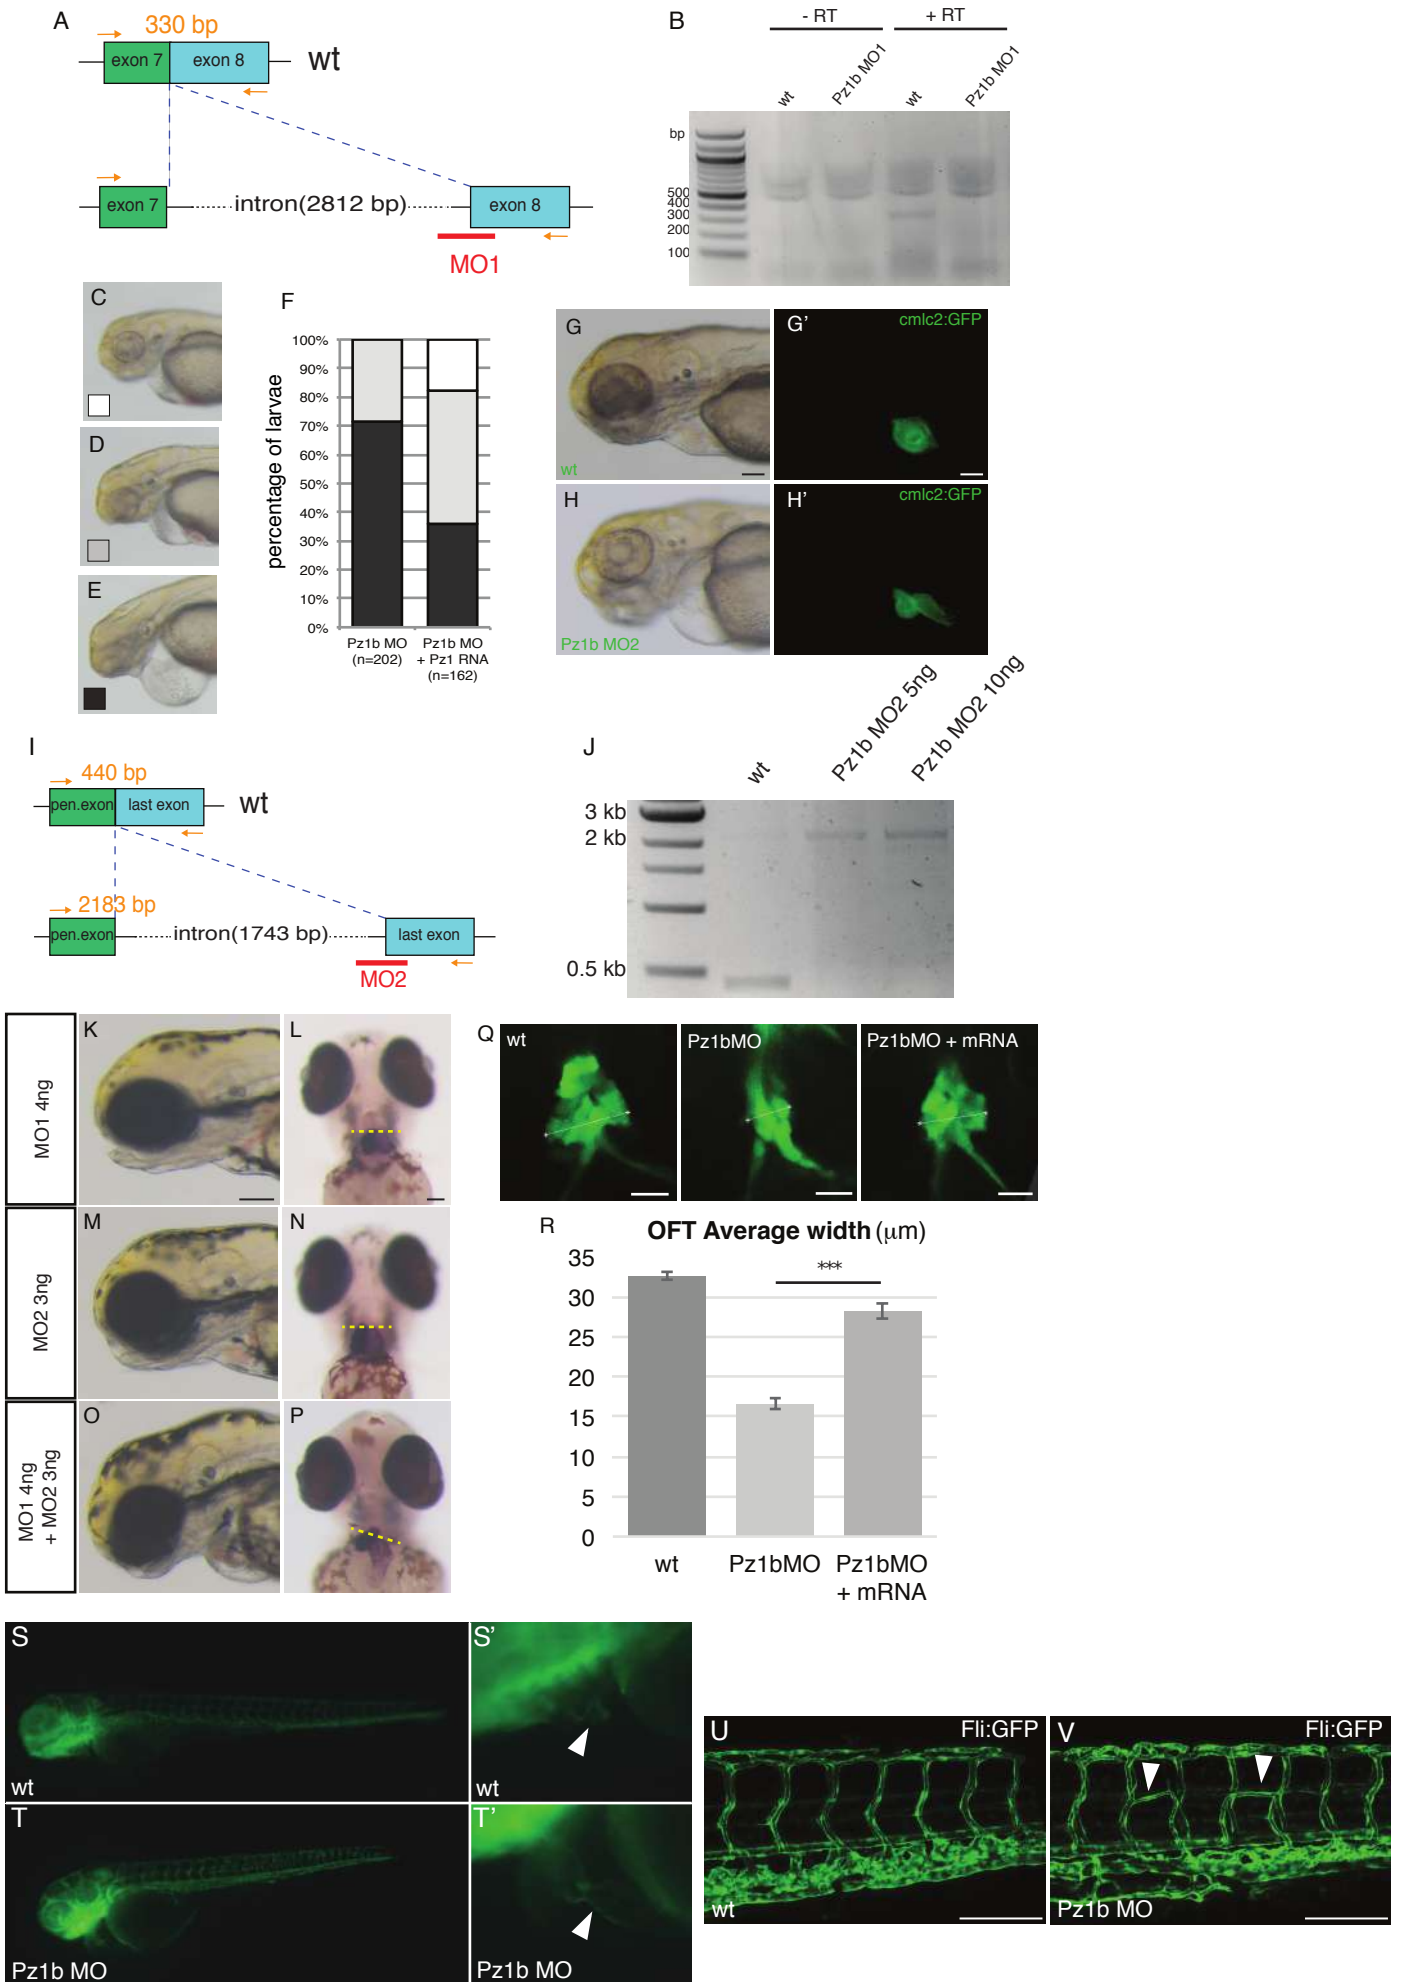 A
330 bp
exon 7
exon 8
wt
exon 7
intron(2812 bp)
exon 8
MO1
B
- RT
+ RT
wt
Pz1b MO1
wt
Pz1b MO1
bp
500
400
300
200
100
C
D
E
F
percentage of larvae
100%
90%
80%
70%
60%
50%
40%
30%
20%
10%
0%
Pz1b MO
(n=202)
Pz1b MO
+ Pz1 RNA
(n=162)
G
wt
G'
cmlc2:GFP
H
Pz1b MO2
H'
cmlc2:GFP
I
440 bp
pen.exon
last exon
wt
2183 bp
pen.exon
intron(1743 bp)
last exon
MO2
J
wt
Pz1b MO2 5ng
Pz1b MO2 10ng
3 kb
2 kb
0.5 kb
MO1 4ng
K
L
MO2 3ng
M
N
MO1 4ng
+ MO2 3ng
O
P
Q
wt
Pz1bMO
Pz1bMO + mRNA
R
OFT Average width (μm)
35
30
25
20
15
10
5
0
***
wt
Pz1bMO
Pz1bMO
+ mRNA
S
wt
S'
wt
T
Pz1b MO
T'
Pz1b MO
U
Fli:GFP
wt
V
Fli:GFP
Pz1b MO